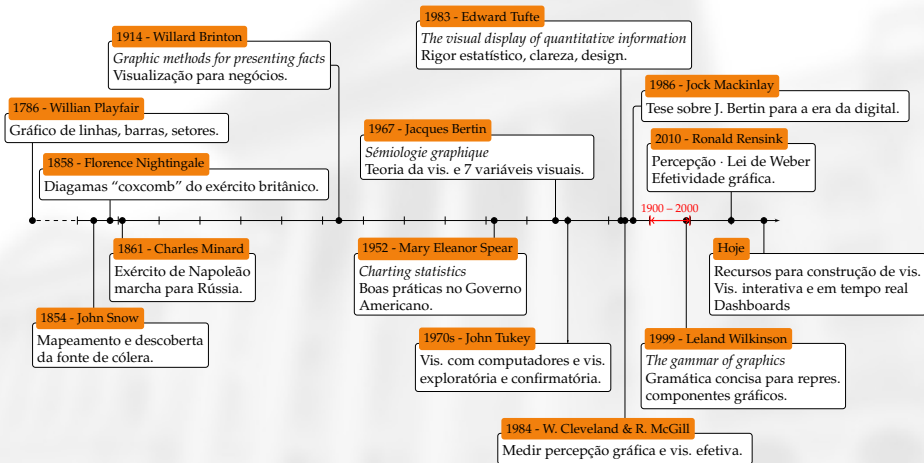 1983 - Edward Tufte
The visual display of quantitative information
Rigor estatístico, clareza, design.
1914 - Willard Brinton
Graphic methods for presenting facts
Visualização para negócios.
1986 - Jock Mackinlay
Tese sobre J. Bertin para a era da digital.
1786 - Willian Playfair
Gráfico de linhas, barras, setores.
1967 - Jacques Bertin
Sémiologie graphique
Teoria da vis. e 7 variáveis visuais.
2010 - Ronald Rensink
Percepção · Lei de Weber
Efetividade gráfica.
1858 - Florence Nightingale
Diagamas “coxcomb” do exército britânico.
1900 – 2000
1861 - Charles Minard
Exército de Napoleão
marcha para Rússia.
1952 - Mary Eleanor Spear
Charting statistics
Boas práticas no Governo
Americano.
Hoje
Recursos para construção de vis.
Vis. interativa e em tempo real
Dashboards
1854 - John Snow
Mapeamento e descoberta
da fonte de cólera.
1970s - John Tukey
Vis. com computadores e vis.
exploratória e confirmatória.
1999 - Leland Wilkinson
The gammar of graphics
Gramática concisa para repres.
componentes gráficos.
1984 - W. Cleveland & R. McGill
Medir percepção gráfica e vis. efetiva.